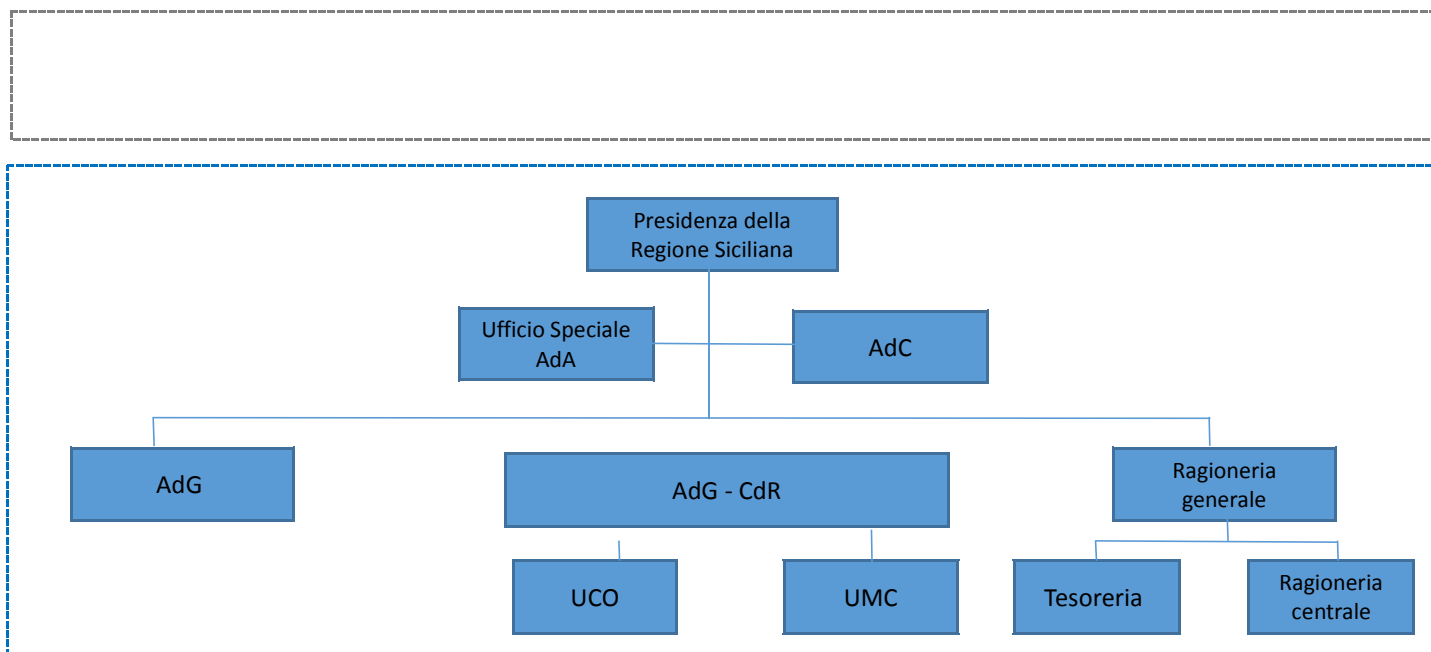 Presidenza della
Regione Siciliana
Ufficio Speciale
AdA
AdC
AdG
AdG - CdR
Ragioneria
generale
UCO
UMC
Tesoreria
Ragioneria
centrale